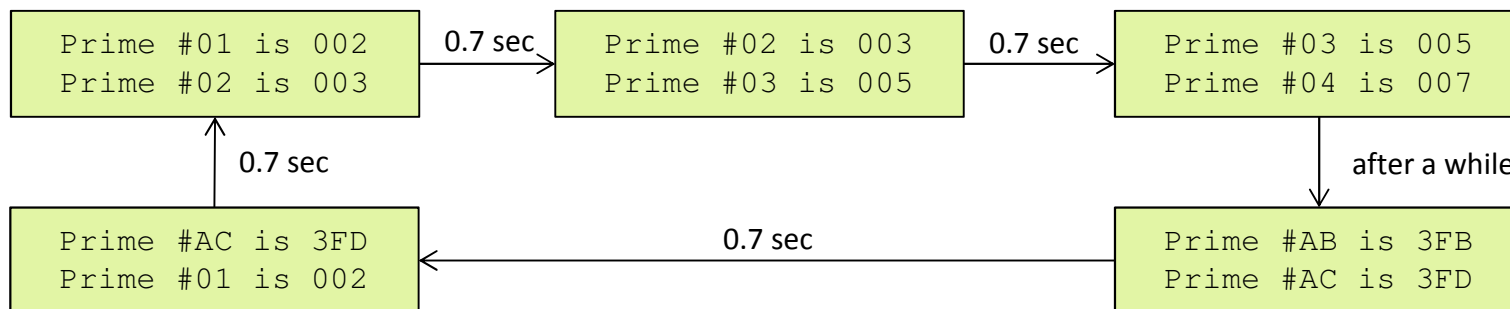 Prime #01 is 002
Prime #02 is 003
0.7 sec
Prime #02 is 003
Prime #03 is 005
0.7 sec
Prime #03 is 005
Prime #04 is 007
0.7 sec
after a while
Prime #AC is 3FD
Prime #01 is 002
0.7 sec
Prime #AB is 3FB
Prime #AC is 3FD